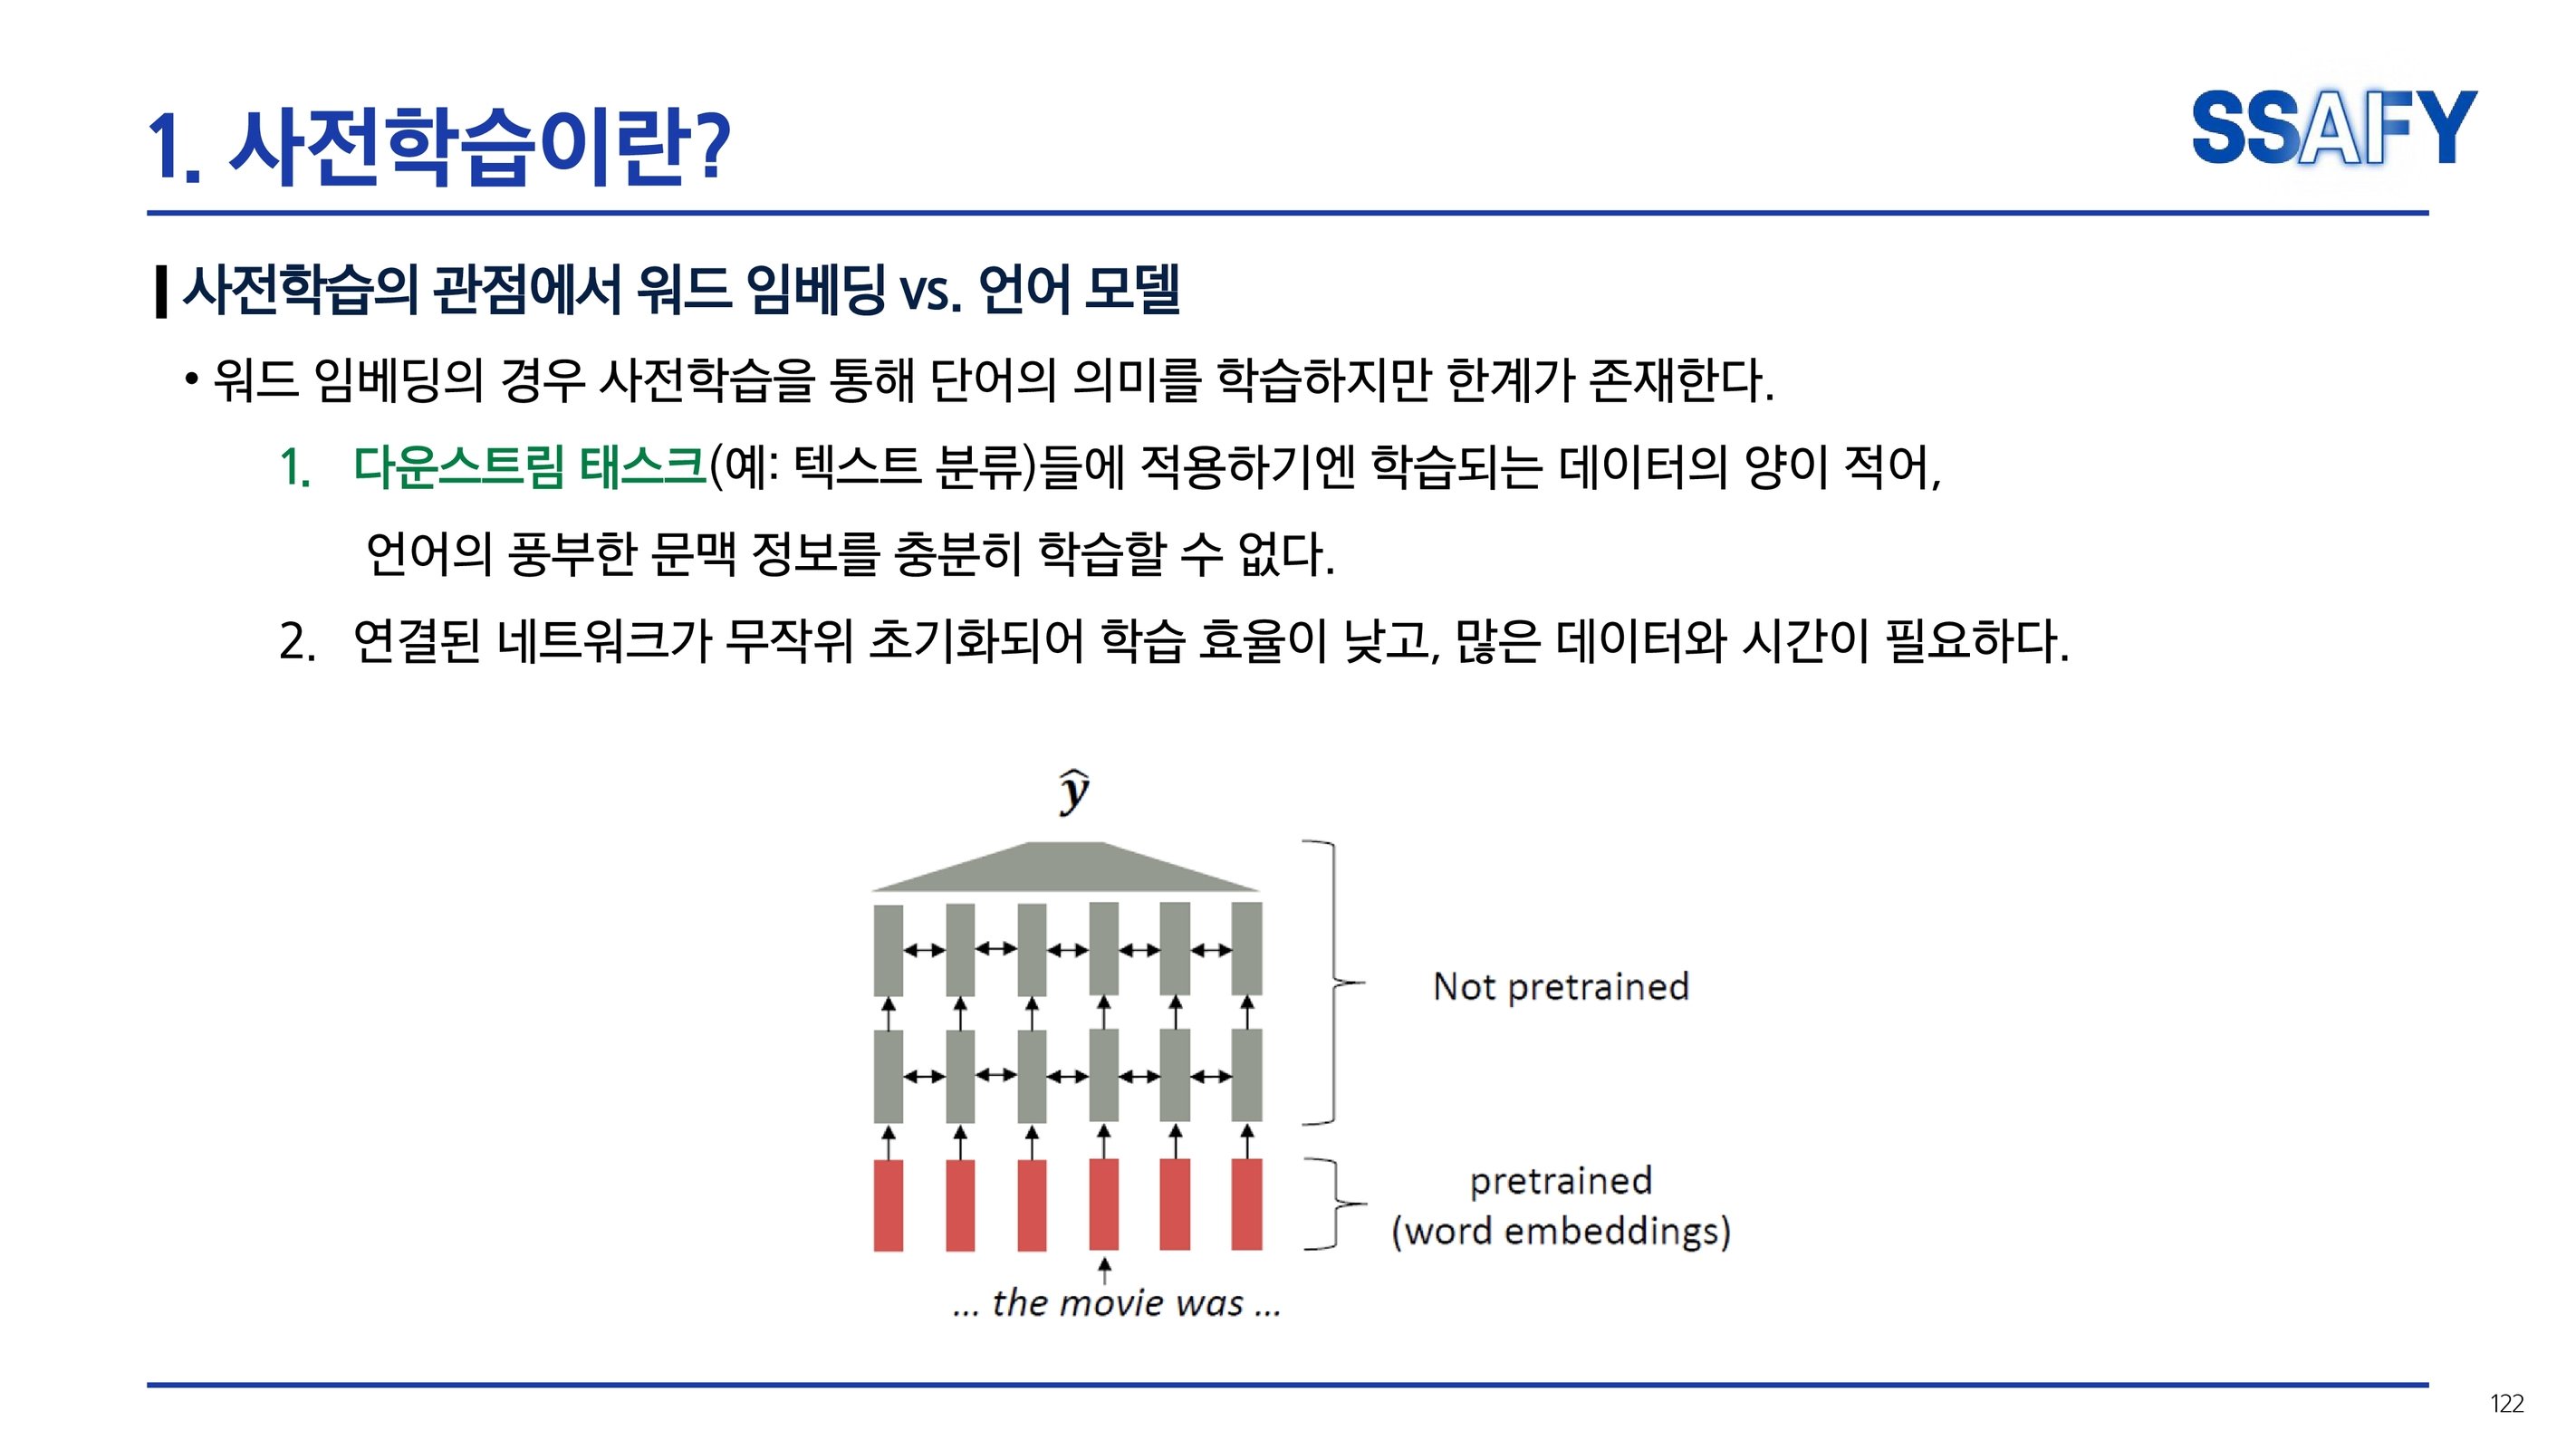 1. 사전학습이란?
SSAFY
사전학습의 관점에서 워드 임베딩 vs. 언어 모델
• 워드 임베딩의 경우 사전학습을 통해 단어의 의미를 학습하지만 한계가 존재한다.
1. 다운스트림 태스크(예: 텍스트 분류)들에 적용하기엔 학습되는 데이터의 양이 적어,
언어의 풍부한 문맥 정보를 충분히 학습할 수 없다.
2. 연결된 네트워크가 무작위 초기화되어 학습 효율이 낮고, 많은 데이터와 시간이 필요하다.
ŷ
Not pretrained
pretrained
(word embeddings)
... the movie was ...
122